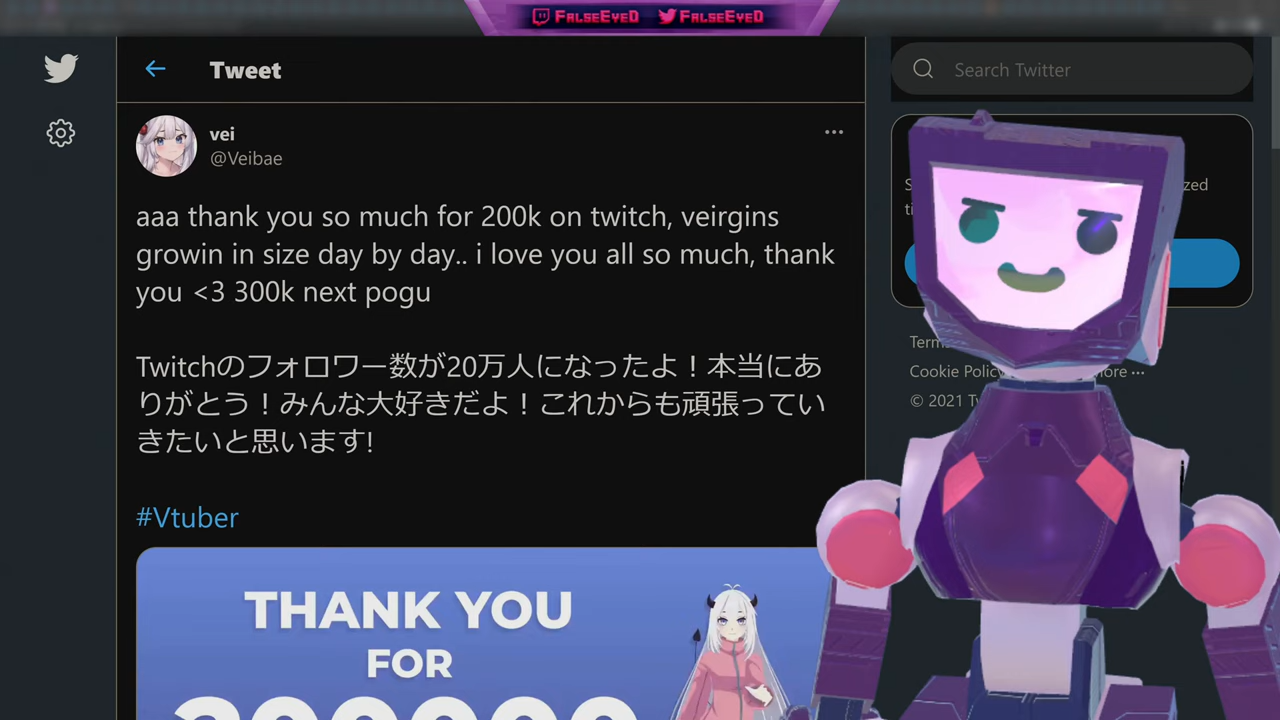 FalseEyeD FalseEyeD
Tweet
Search Twitter
vei
@Veibae
aaa thank you so much for 200k on twitch, veirgins
growin in size day by day.. i love you all so much, thank
you <3 300k next pogu
Twitchのフォロワー数が20万人になったよ！本当にあ
りがとう！みんな大好きだよ！これからも頑張ってい
きたいと思います!
#Vtuber
THANK YOU
FOR
200000
Cookie Policy
© 2021